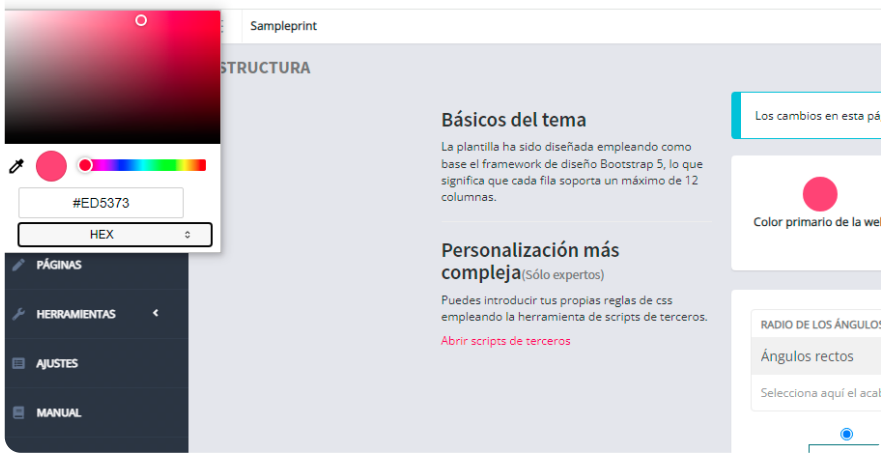 Sampleprint
STRUCTURA
Básicos del tema
La plantilla ha sido diseñada empleando como
base el framework de diseño Bootstrap 5, lo que
significa que cada fila soporta un máximo de 12
columnas.
Personalización más
compleja(Sólo expertos)
Puedes introducir tus propias reglas de css
empleando la herramienta de scripts de terceros.
Abrir scripts de terceros
Los cambios en esta pá
Color primario de la we
RADIO DE LOS ÁNGULOS
Ángulos rectos
Selecciona aquí el aca
#ED5373
HEX
PÁGINAS
HERRAMIENTAS
AJUSTES
MANUAL